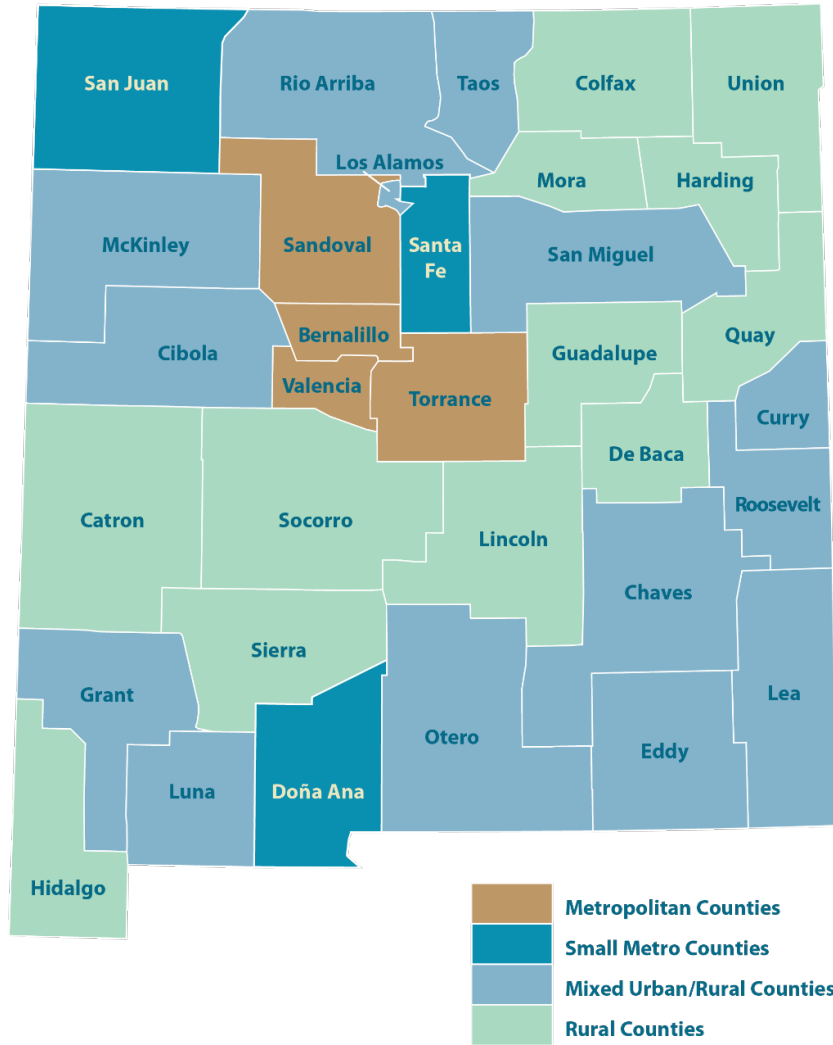 San Juan
Rio Arriba
Taos
Colfax
Union
Los Alamos
Mora
Harding
McKinley
Sandoval
Santa
Fe
San Miguel
Bernalillo
Cibola
Guadalupe
Quay
Valencia
Torrance
Curry
De Baca
Roosevelt
Catron
Socorro
Lincoln
Chaves
Sierra
Grant
Lea
Otero
Eddy
Luna
Doña Ana
Hidalgo
Metropolitan Counties
Small Metro Counties
Mixed Urban/Rural Counties
Rural Counties